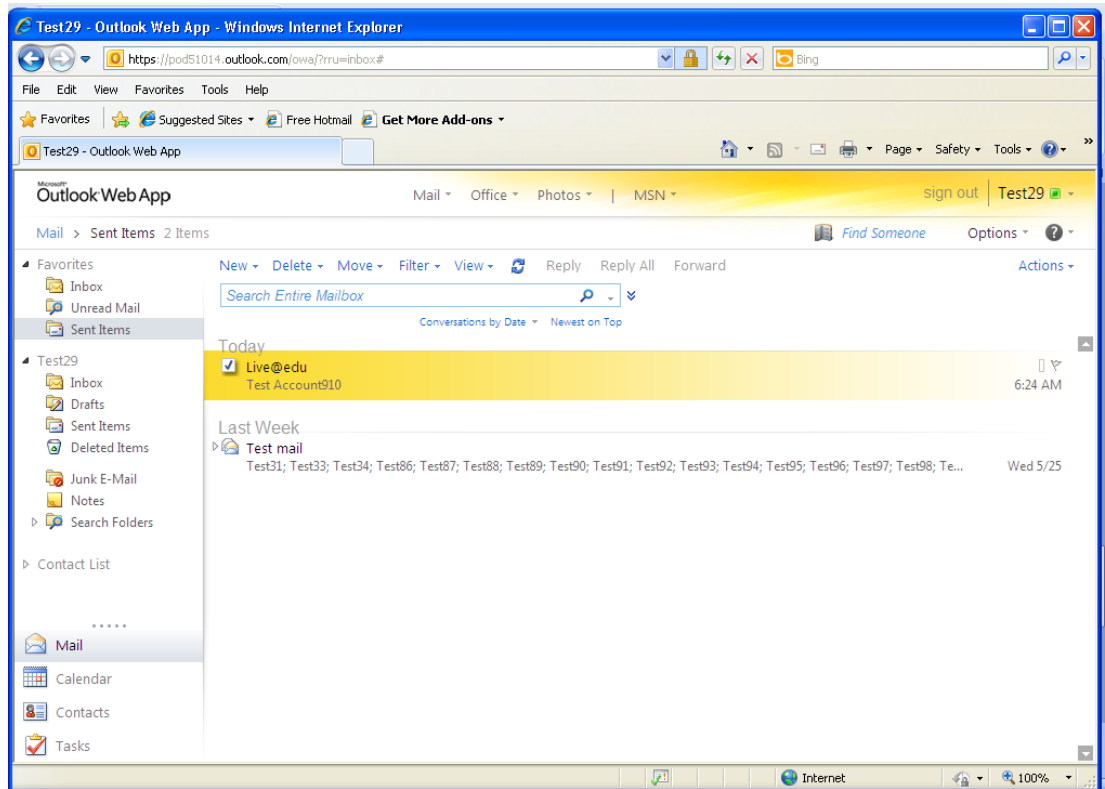 Test29 - Outlook Web App - Windows Internet Explorer
https://pod51014.outlook.com/owa/?rru=inbox#
Bing
File Edit View Favorites Tools Help
Favorites Suggested Sites Free Hotmail Get More Add-ons
Test29 - Outlook Web App
Page Safety Tools »
Microsoft
Outlook Web App
Mail Office Photos | MSN
sign out Test29
Mail > Sent Items 2 Items
Find Someone Options
Favorites
Inbox
Unread Mail
Sent Items
Test29
Inbox
Drafts
Sent Items
Deleted Items
Junk E-Mail
Notes
Search Folders
Contact List
Mail
Calendar
Contacts
Tasks
New Delete Move Filter View Reply Reply All Forward Actions
Search Entire Mailbox
Conversations by Date Newest on Top
Today
Live@edu
Test Account910 6:24 AM
Last Week
Test mail
Test31; Test33; Test34; Test86; Test87; Test88; Test89; Test90; Test91; Test92; Test93; Test94; Test95; Test96; Test97; Test98; Te... Wed 5/25
Internet 100%